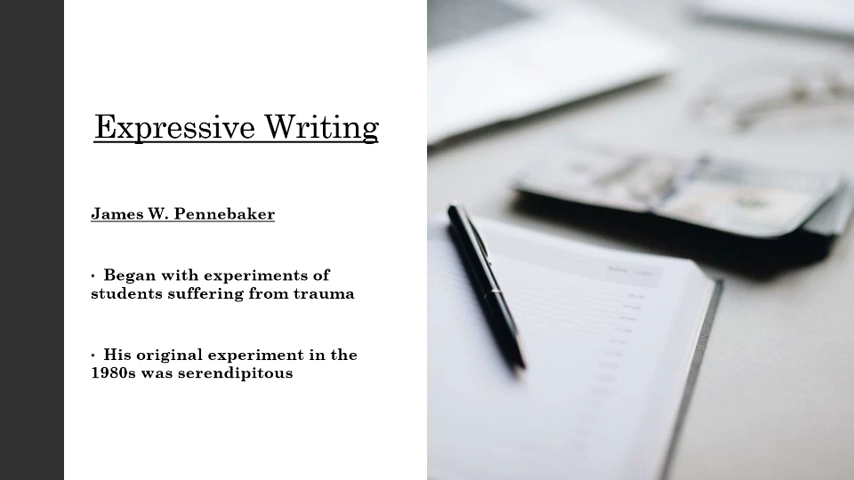 Expressive Writing
James W. Pennebaker
· Began with experiments of
students suffering from trauma
· His original experiment in the
1980s was serendipitous